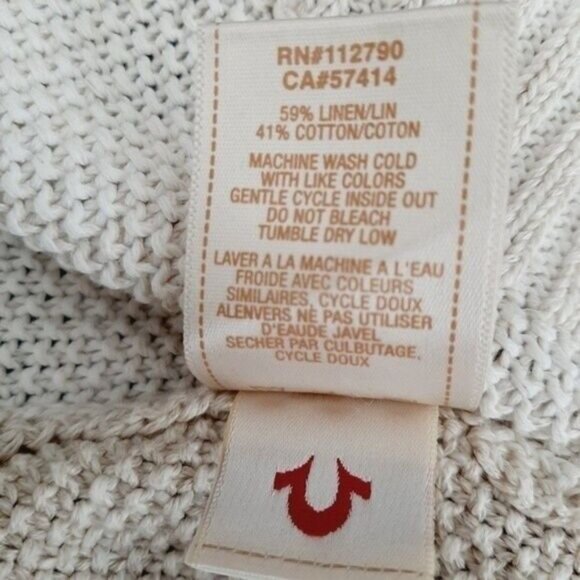 RN#112790
CA#57414
59% LINEN/LIN
41% COTTON/COTON
MACHINE WASH COLD
WITH LIKE COLORS
GENTLE CYCLE INSIDE OUT
DO NOT BLEACH
TUMBLE DRY LOW
LAVER A LA MACHINE A L'EAU
FROIDE AVEC COULEURS
SIMILAIRES, CYCLE DOUX
ALENVERS NÈ PAS UTILISER
D'EAUDE JAVEL
SECHER PAR CULBUTAGE,
CYCLE DOUX